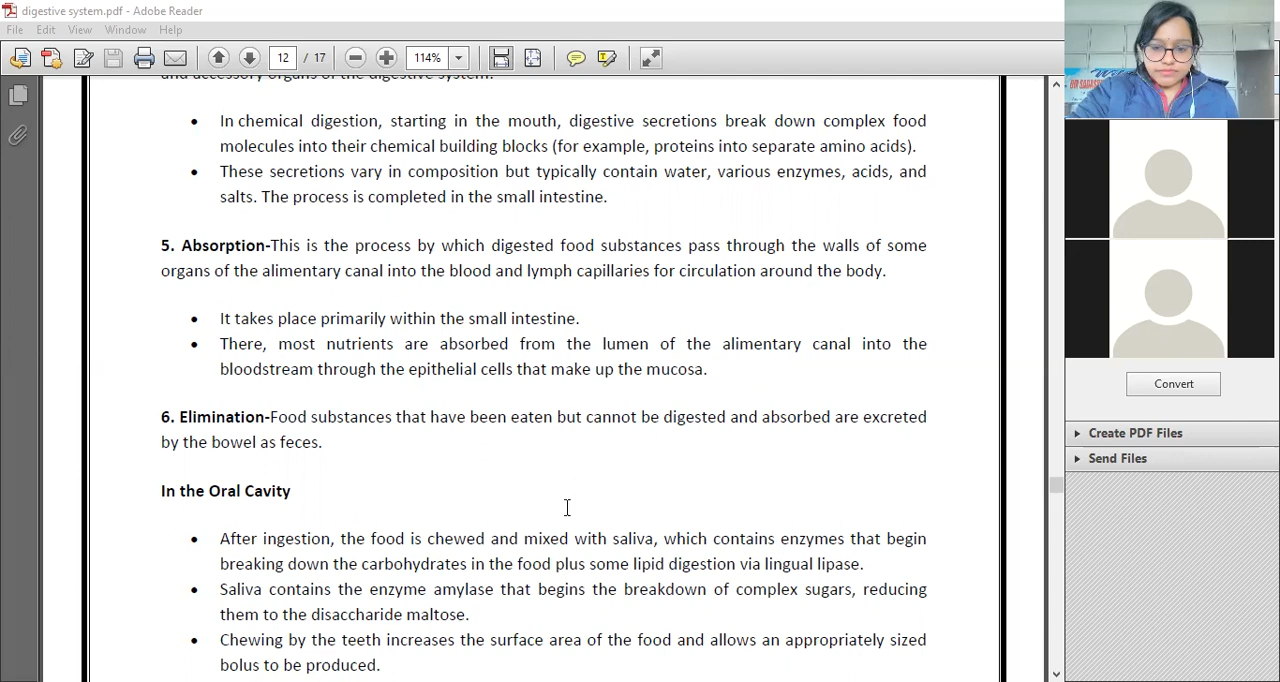 digestive system.pdf - Adobe Reader
File Edit View Window Help
12 / 17 114%
and accessory organs of the digestive system.
• In chemical digestion, starting in the mouth, digestive secretions break down complex food
molecules into their chemical building blocks (for example, proteins into separate amino acids).
• These secretions vary in composition but typically contain water, various enzymes, acids, and
salts. The process is completed in the small intestine.
5. Absorption-This is the process by which digested food substances pass through the walls of some
organs of the alimentary canal into the blood and lymph capillaries for circulation around the body.
• It takes place primarily within the small intestine.
• There, most nutrients are absorbed from the lumen of the alimentary canal into the
bloodstream through the epithelial cells that make up the mucosa.
6. Elimination-Food substances that have been eaten but cannot be digested and absorbed are excreted
by the bowel as feces.
In the Oral Cavity
• After ingestion, the food is chewed and mixed with saliva, which contains enzymes that begin
breaking down the carbohydrates in the food plus some lipid digestion via lingual lipase.
• Saliva contains the enzyme amylase that begins the breakdown of complex sugars, reducing
them to the disaccharide maltose.
• Chewing by the teeth increases the surface area of the food and allows an appropriately sized
bolus to be produced.
Convert
Create PDF Files
Send Files